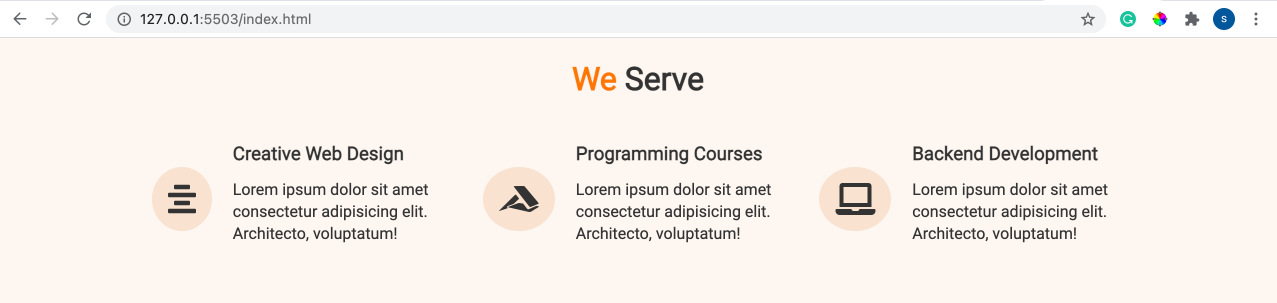 127.0.0.1:5503/index.html
S
We Serve
Creative Web Design
Lorem ipsum dolor sit amet
consectetur adipisicing elit.
Architecto, voluptatum!
Programming Courses
Lorem ipsum dolor sit amet
consectetur adipisicing elit.
Architecto, voluptatum!
Backend Development
Lorem ipsum dolor sit amet
consectetur adipisicing elit.
Architecto, voluptatum!